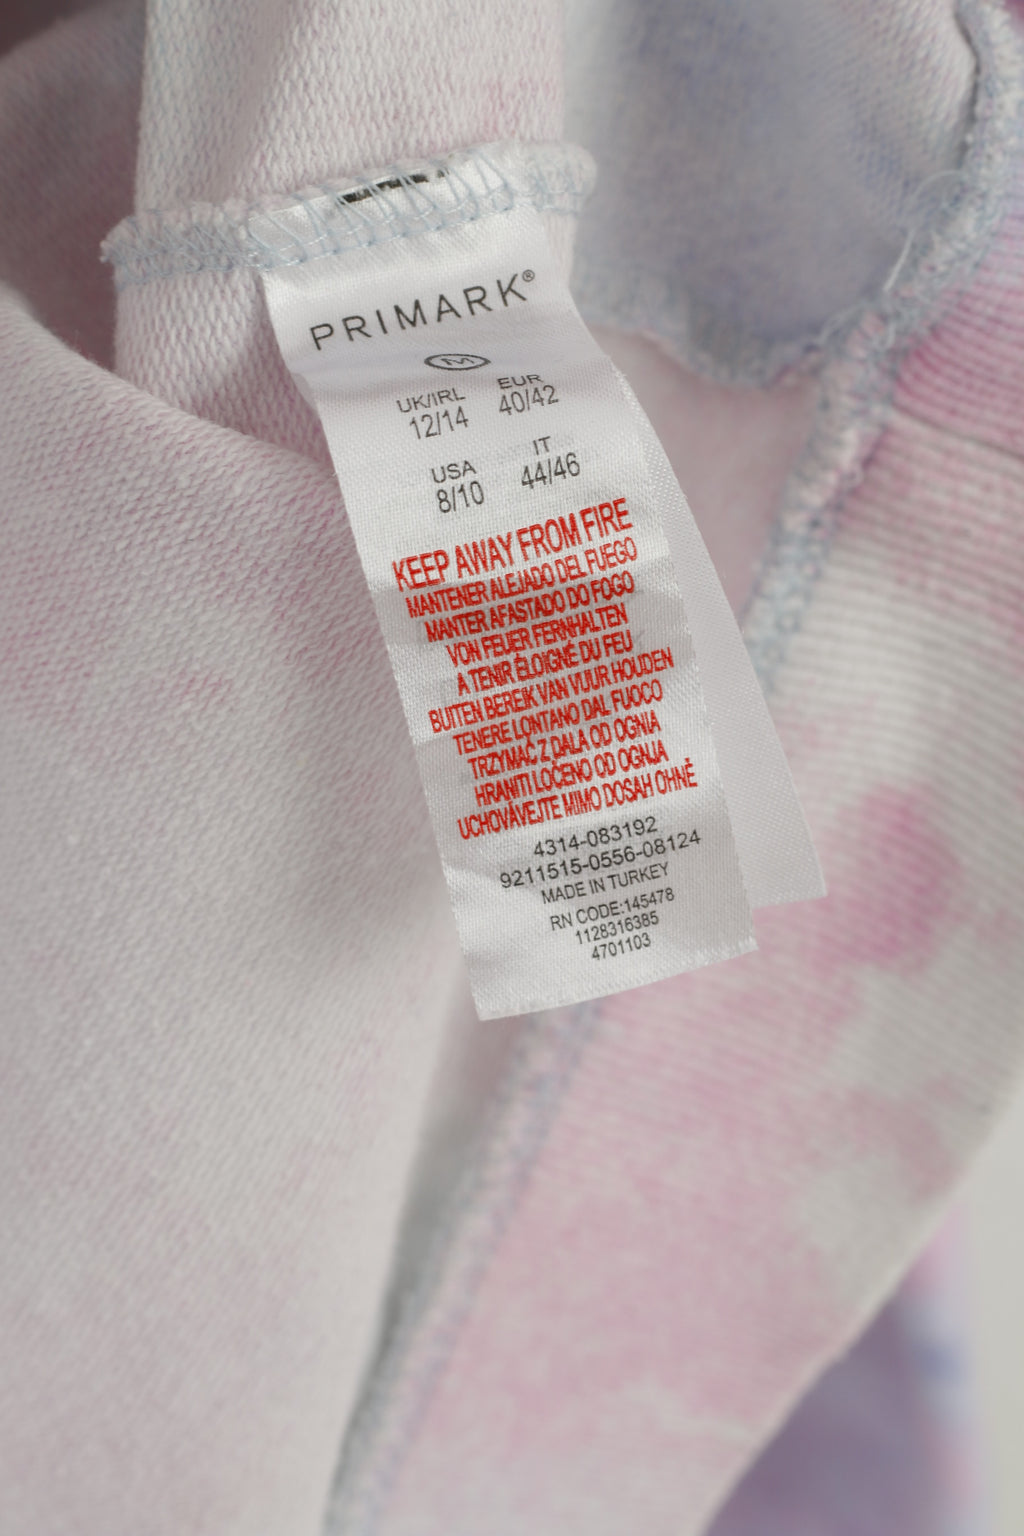 PRIMARK®
M
UK/IRL EUR
12/14 40/42
USA IT
8/10 44/46
KEEP AWAY FROM FIRE
MANTENER ALEJADO DEL FUEGO
MANTER AFASTADO DO FOGO
VON FEUER FERNHALTEN
A TENIR ÉLOIGNÉ DU FEU
BUITEN BEREIK VAN VUUR HOUDEN
TENERE LONTANO DAL FUOCO
TRZYMAĆ Z DALA OD OGNIA
HRANITI LOČENO OD OGNJA
UCHOVÁVEJTE MIMO DOSAH OHNĚ
4314-083192
9211515-0556-08124
MADE IN TURKEY
RN CODE:145478
1128316385
4701103